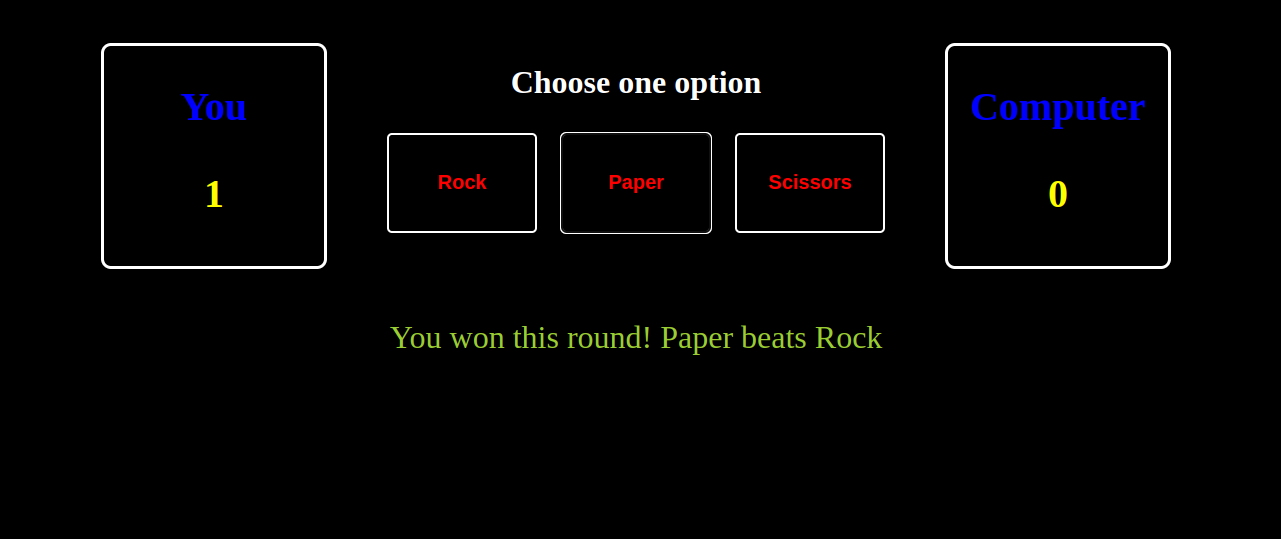 You
1
Choose one option
Rock
Paper
Scissors
Computer
0
You won this round! Paper beats Rock